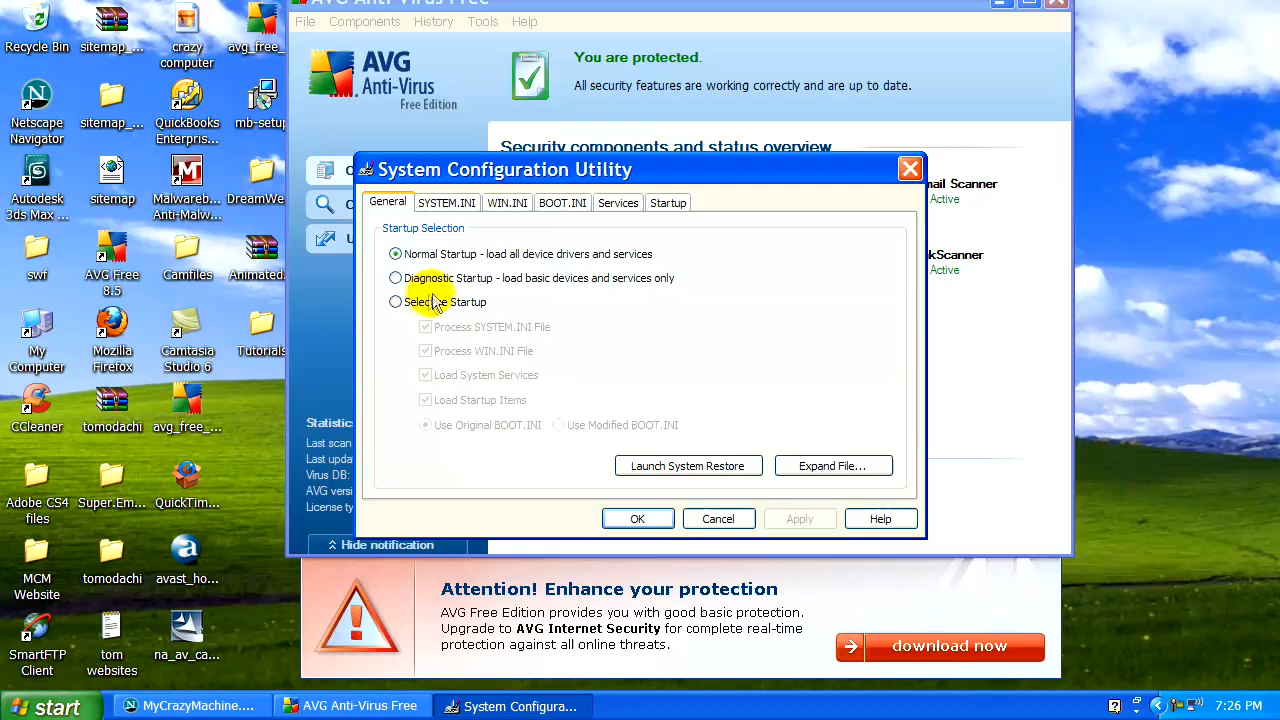 Recycle Bin
sitemap_...
crazy
computer
avg_free_
Netscape
Navigator
sitemap_...
QuickBooks
Enterpris...
mb-setup
Autodesk
3ds Max ...
sitemap
Malwareb...
Anti-Malw...
DreamWe
swf
AVG Free
8.5
Camfiles
Animated
My
Computer
Mozilla
Firefox
Camtasia
Studio 6
Tutorials
CCleaner
tomodachi
avg_free_...
Adobe CS4
files
Super.Em...
QuickTim...
MCM
Website
tomodachi
avast_ho...
SmartFTP
Client
tom
websites
na_av_ca...
AVG Anti-Virus Free
File Components History Tools Help
AVG
Anti-Virus
Free Edition
You are protected.
All security features are working correctly and are up to date.
Security components and status overview
mail Scanner
Active
kScanner
Active
Statistic
Last scan
Last upda
Virus DB:
AVG versi
License ty
Hide notification
System Configuration Utility
General SYSTEM.INI WIN.INI BOOT.INI Services Startup
Startup Selection
Normal Startup - load all device drivers and services
Diagnostic Startup - load basic devices and services only
Selective Startup
Process SYSTEM.INI File
Process WIN.INI File
Load System Services
Load Startup Items
Use Original BOOT.INI Use Modified BOOT.INI
Launch System Restore Expand File...
OK Cancel Apply Help
Attention! Enhance your protection
AVG Free Edition provides you with good basic protection.
Upgrade to AVG Internet Security for complete real-time
protection against all online threats.
download now
start MyCrazyMachine.... AVG Anti-Virus Free System Configura... 7:26 PM